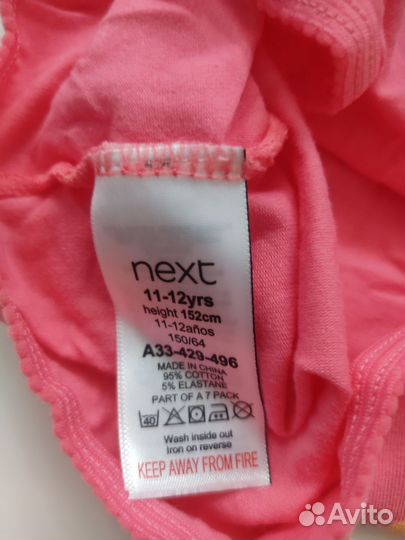 next
11-12yrs
height 152cm
11-12años
150/64
A33-429-496
MADE IN CHINA
95% COTTON
5% ELASTANE
PART OF A 7 PACK
40
Wash inside out
Iron on reverse
KEEP AWAY FROM FIRE
Avito